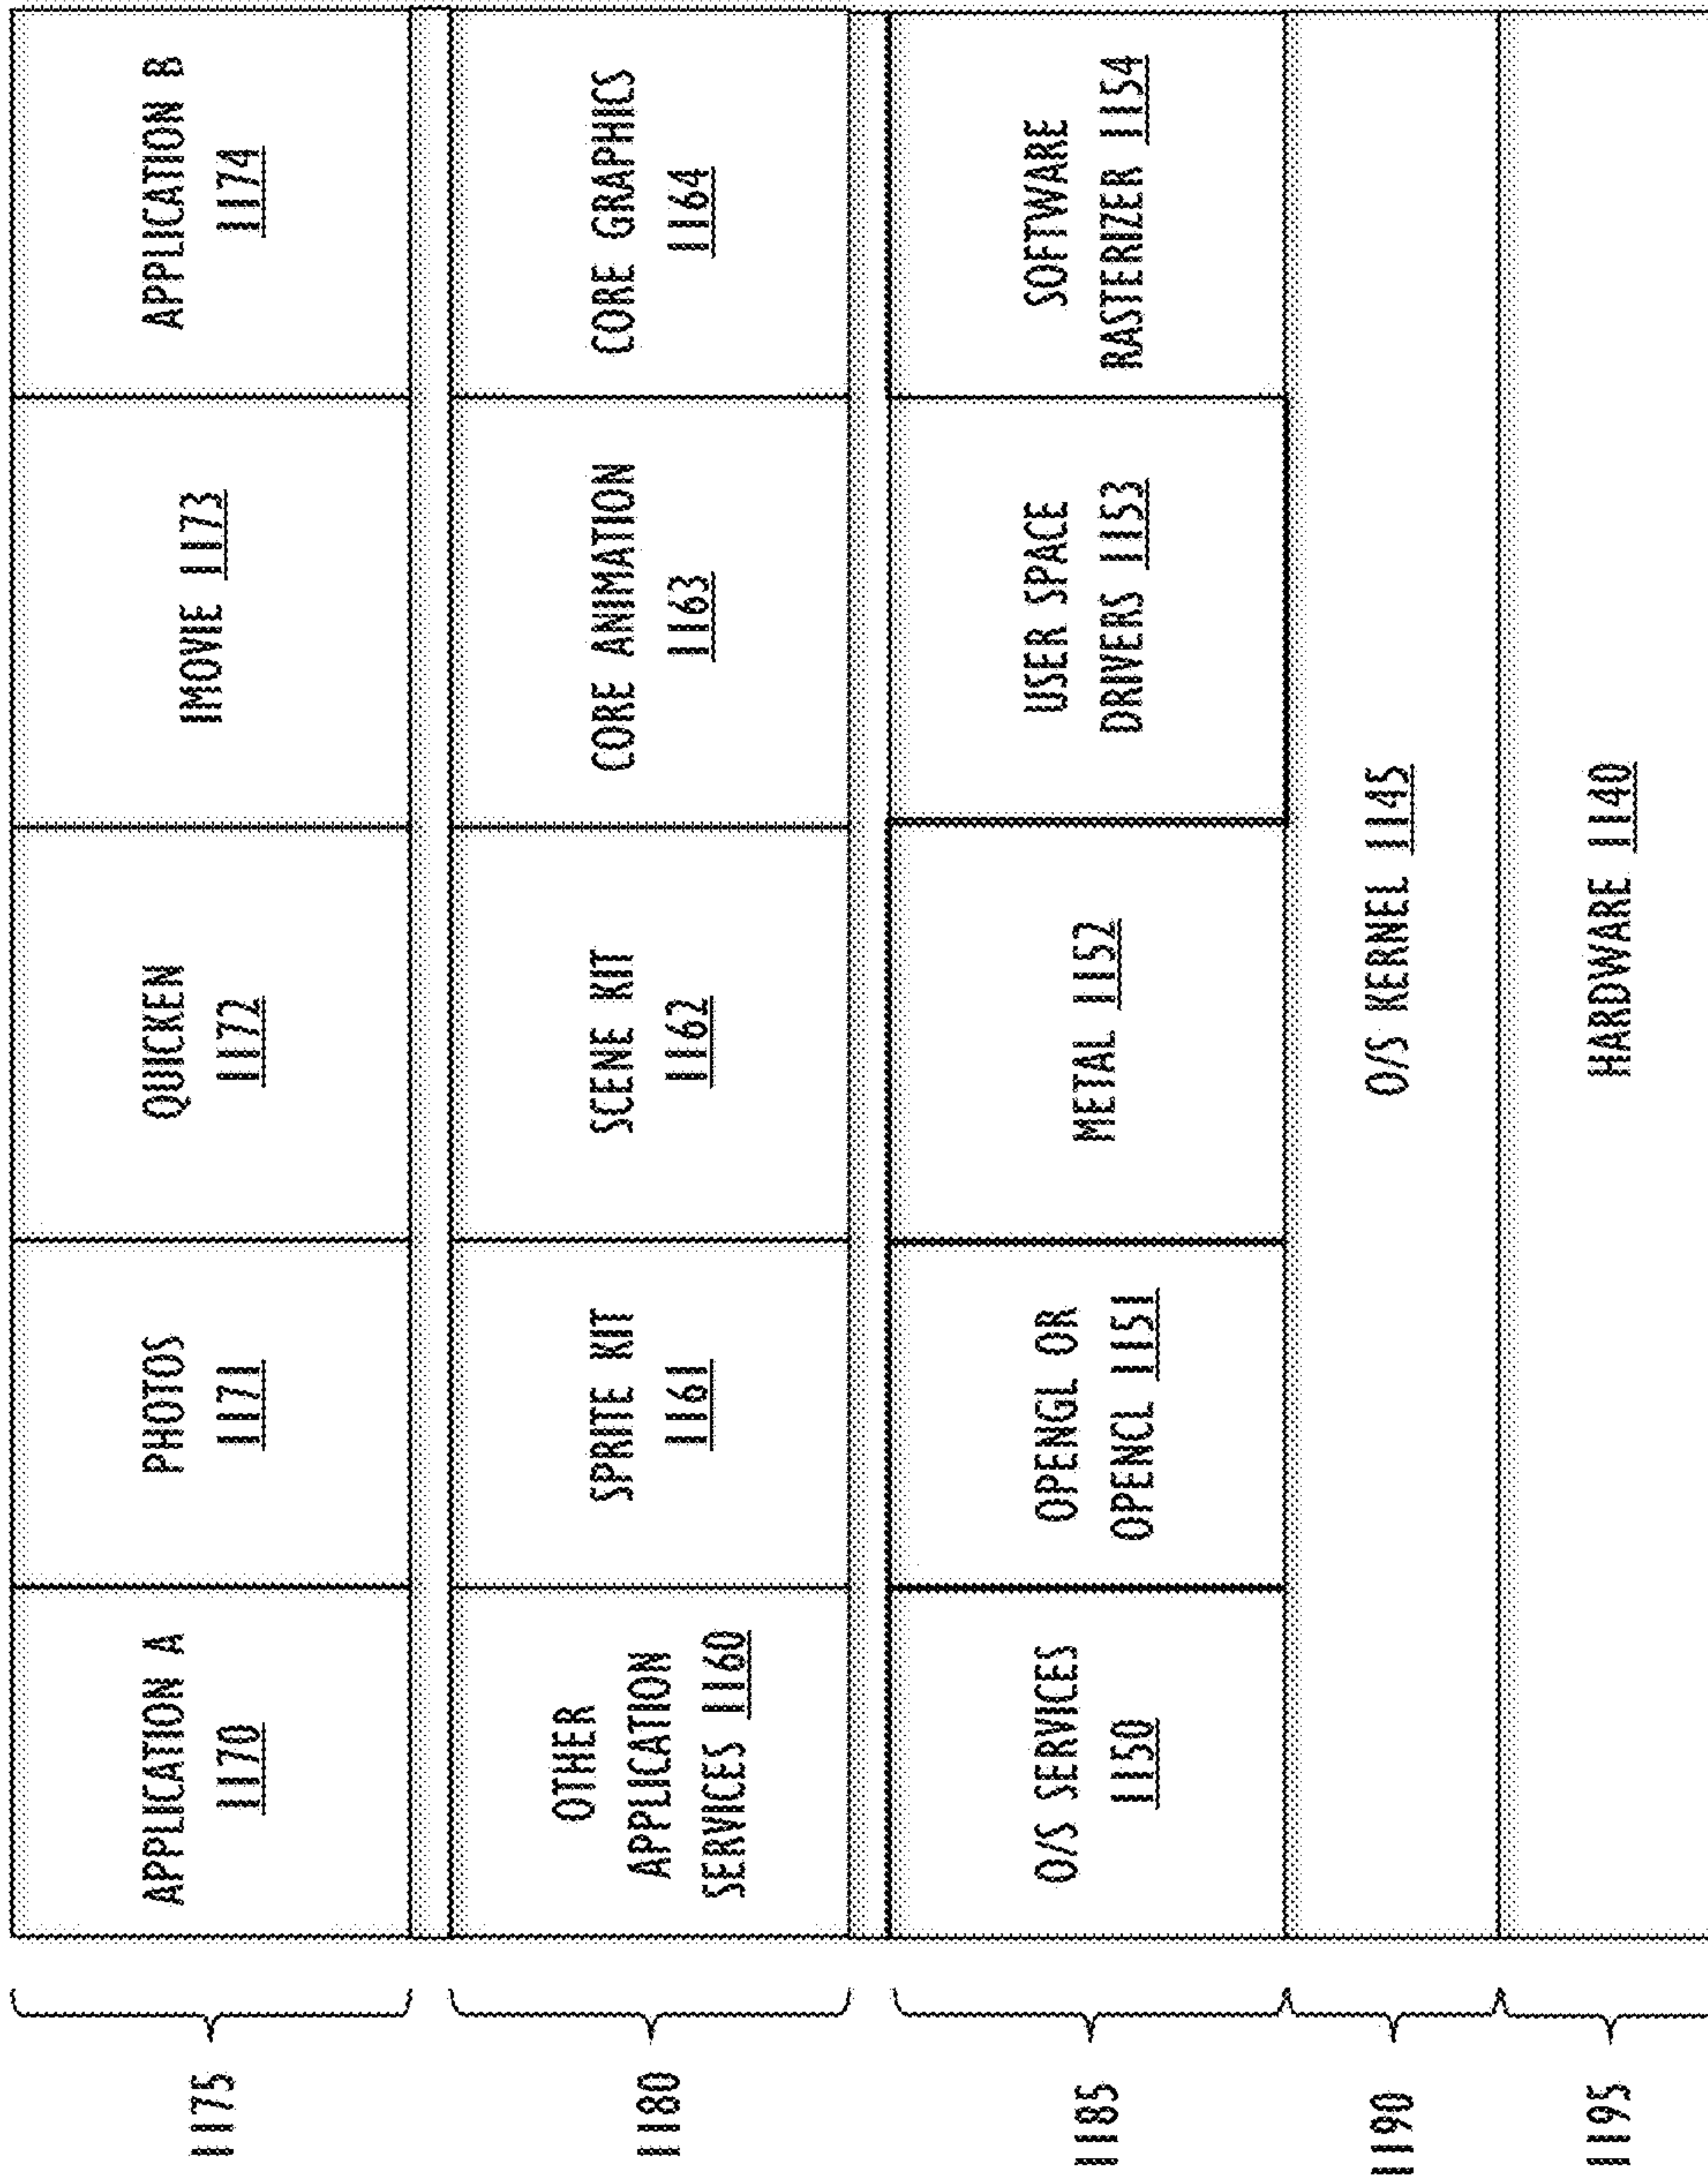 1175
APPLICATION A
1170
PHOTOS
1171
QUICKEN
1172
IMOVIE 1173
APPLICATION B
1174
1180
OTHER
APPLICATION
SERVICES 1160
SPRITE KIT
1161
SCENE KIT
1162
CORE ANIMATION
1163
CORE GRAPHICS
1164
1185
O/S SERVICES
1150
OPENGL OR
OPENCL 1151
METAL 1152
USER SPACE
DRIVERS 1153
SOFTWARE
RASTERIZER 1154
1190
O/S KERNEL 1145
1195
HARDWARE 1140